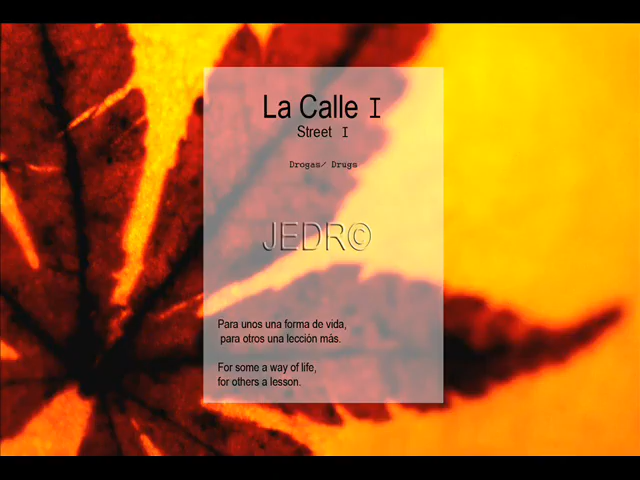 La Calle I
Street I
Drogas/ Drugs
JEDR©
Para unos una forma de vida,
para otros una lección más.
For some a way of life,
for others a lesson.